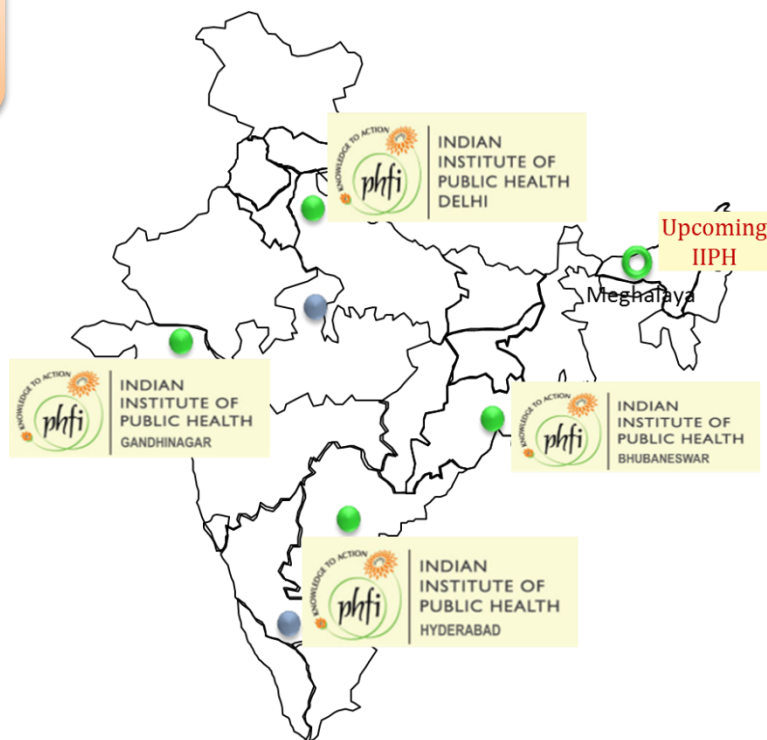 KNOWLEDGE TO ACTION
phfi
INDIAN
INSTITUTE OF
PUBLIC HEALTH
DELHI
Upcoming
IIPH
Meghalaya
KNOWLEDGE TO ACTION
phfi
INDIAN
INSTITUTE OF
PUBLIC HEALTH
GANDHINAGAR
KNOWLEDGE TO ACTION
phfi
INDIAN
INSTITUTE OF
PUBLIC HEALTH
BHUBANESWAR
KNOWLEDGE TO ACTION
phfi
INDIAN
INSTITUTE OF
PUBLIC HEALTH
HYDERABAD